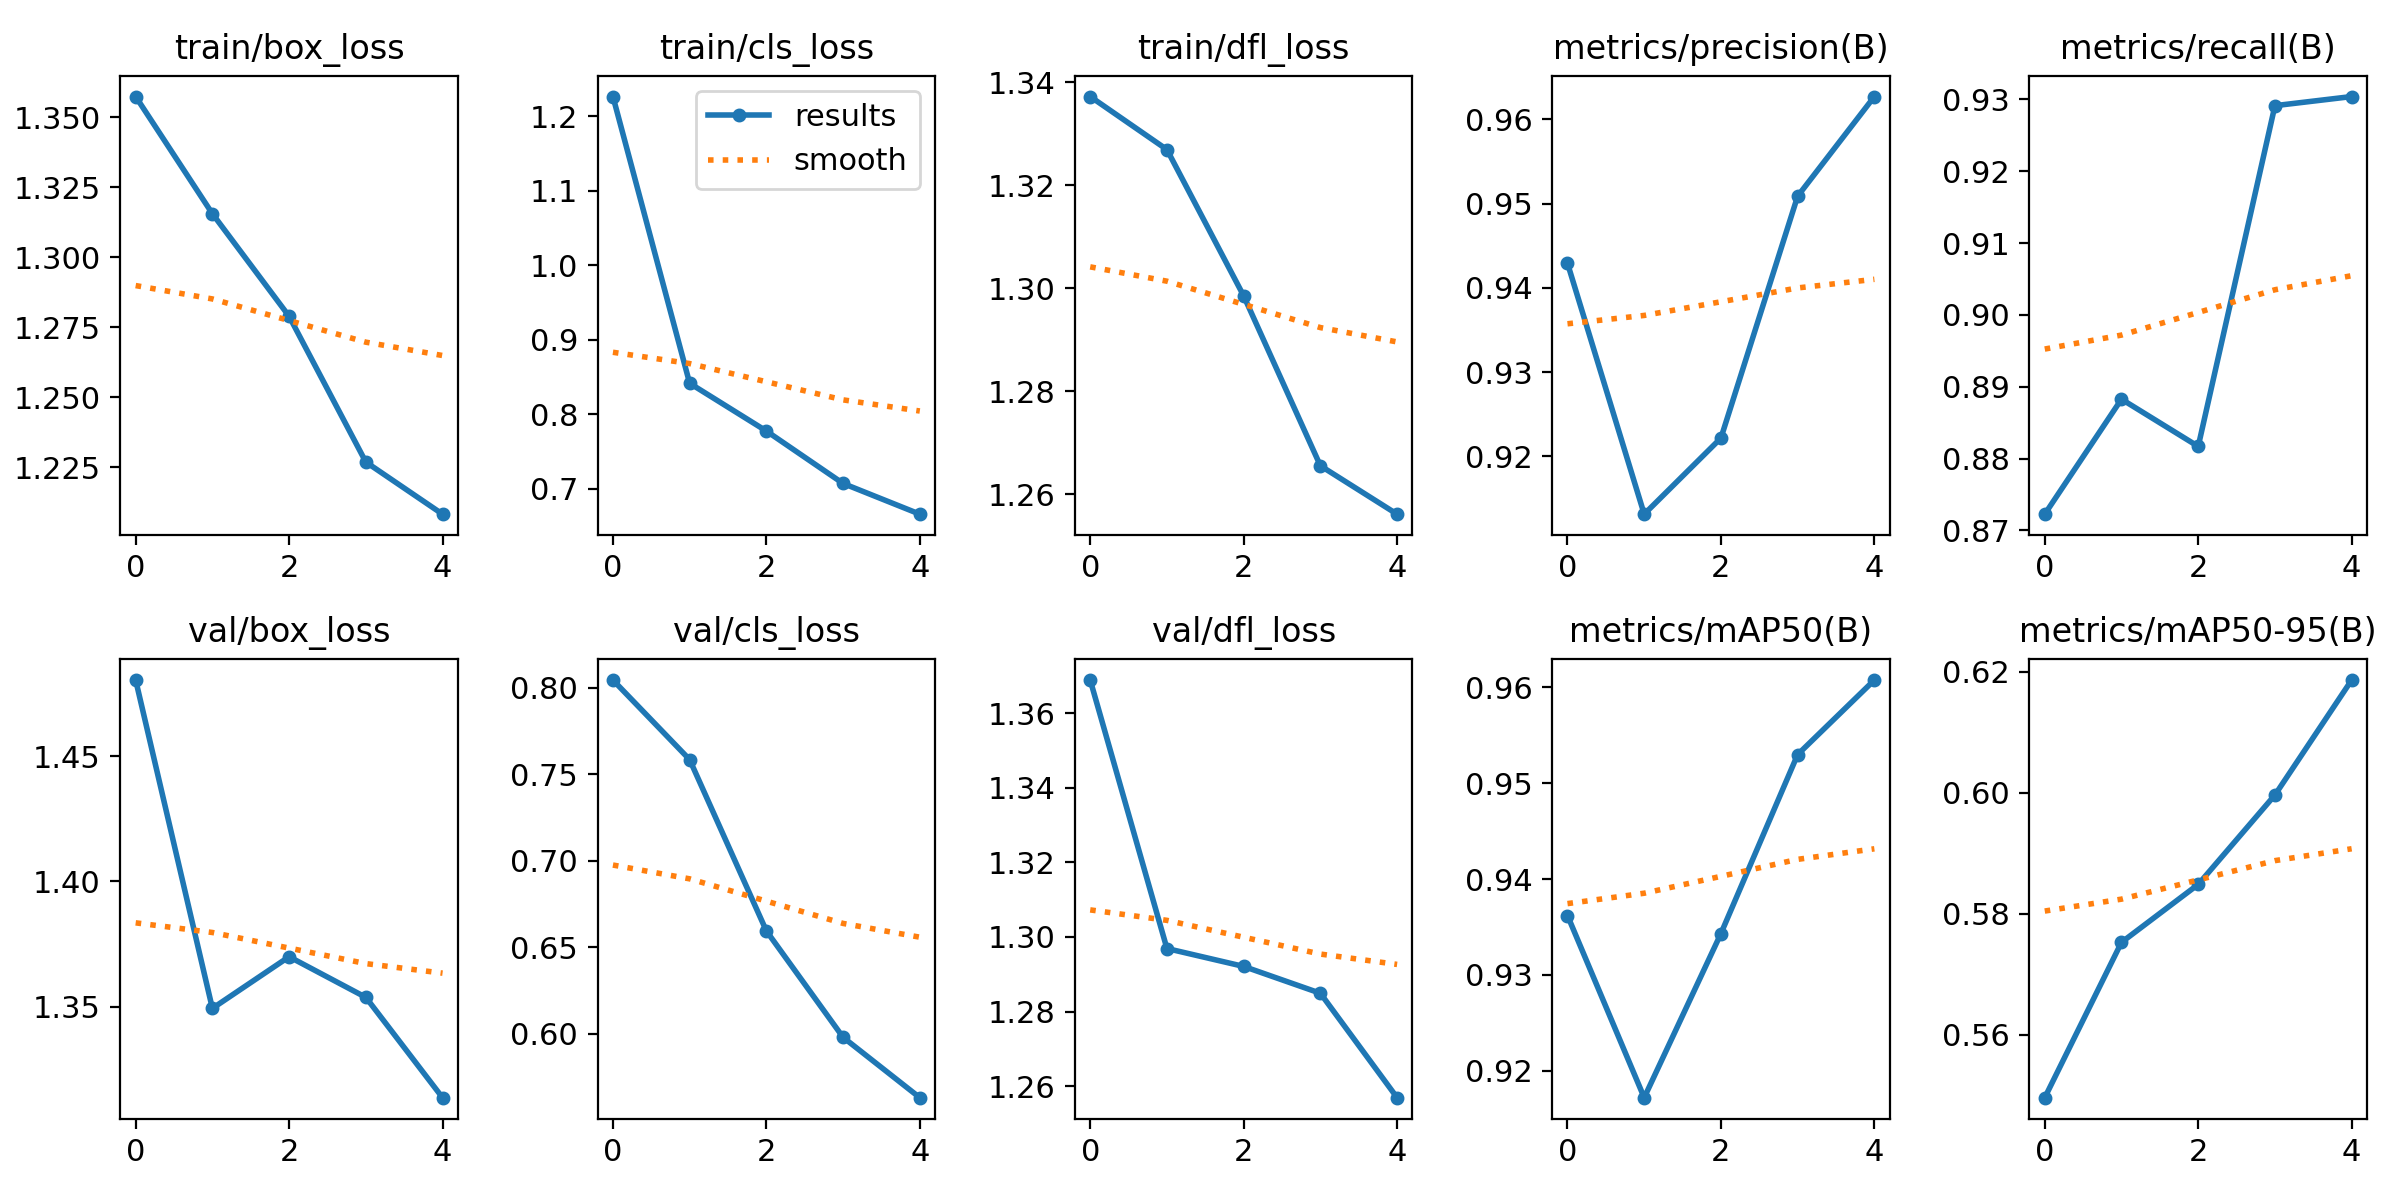 train/box_loss
1.350
1.325
1.300
1.275
1.250
1.225
0 2 4
train/cls_loss
results
smooth
1.2
1.1
1.0
0.9
0.8
0.7
0 2 4
train/dfl_loss
1.34
1.32
1.30
1.28
1.26
0 2 4
metrics/precision(B)
0.96
0.95
0.94
0.93
0.92
0 2 4
metrics/recall(B)
0.93
0.92
0.91
0.90
0.89
0.88
0.87
0 2 4
val/box_loss
1.45
1.40
1.35
0 2 4
val/cls_loss
0.80
0.75
0.70
0.65
0.60
0 2 4
val/dfl_loss
1.36
1.34
1.32
1.30
1.28
1.26
0 2 4
metrics/mAP50(B)
0.96
0.95
0.94
0.93
0.92
0 2 4
metrics/mAP50-95(B)
0.62
0.60
0.58
0.56
0 2 4